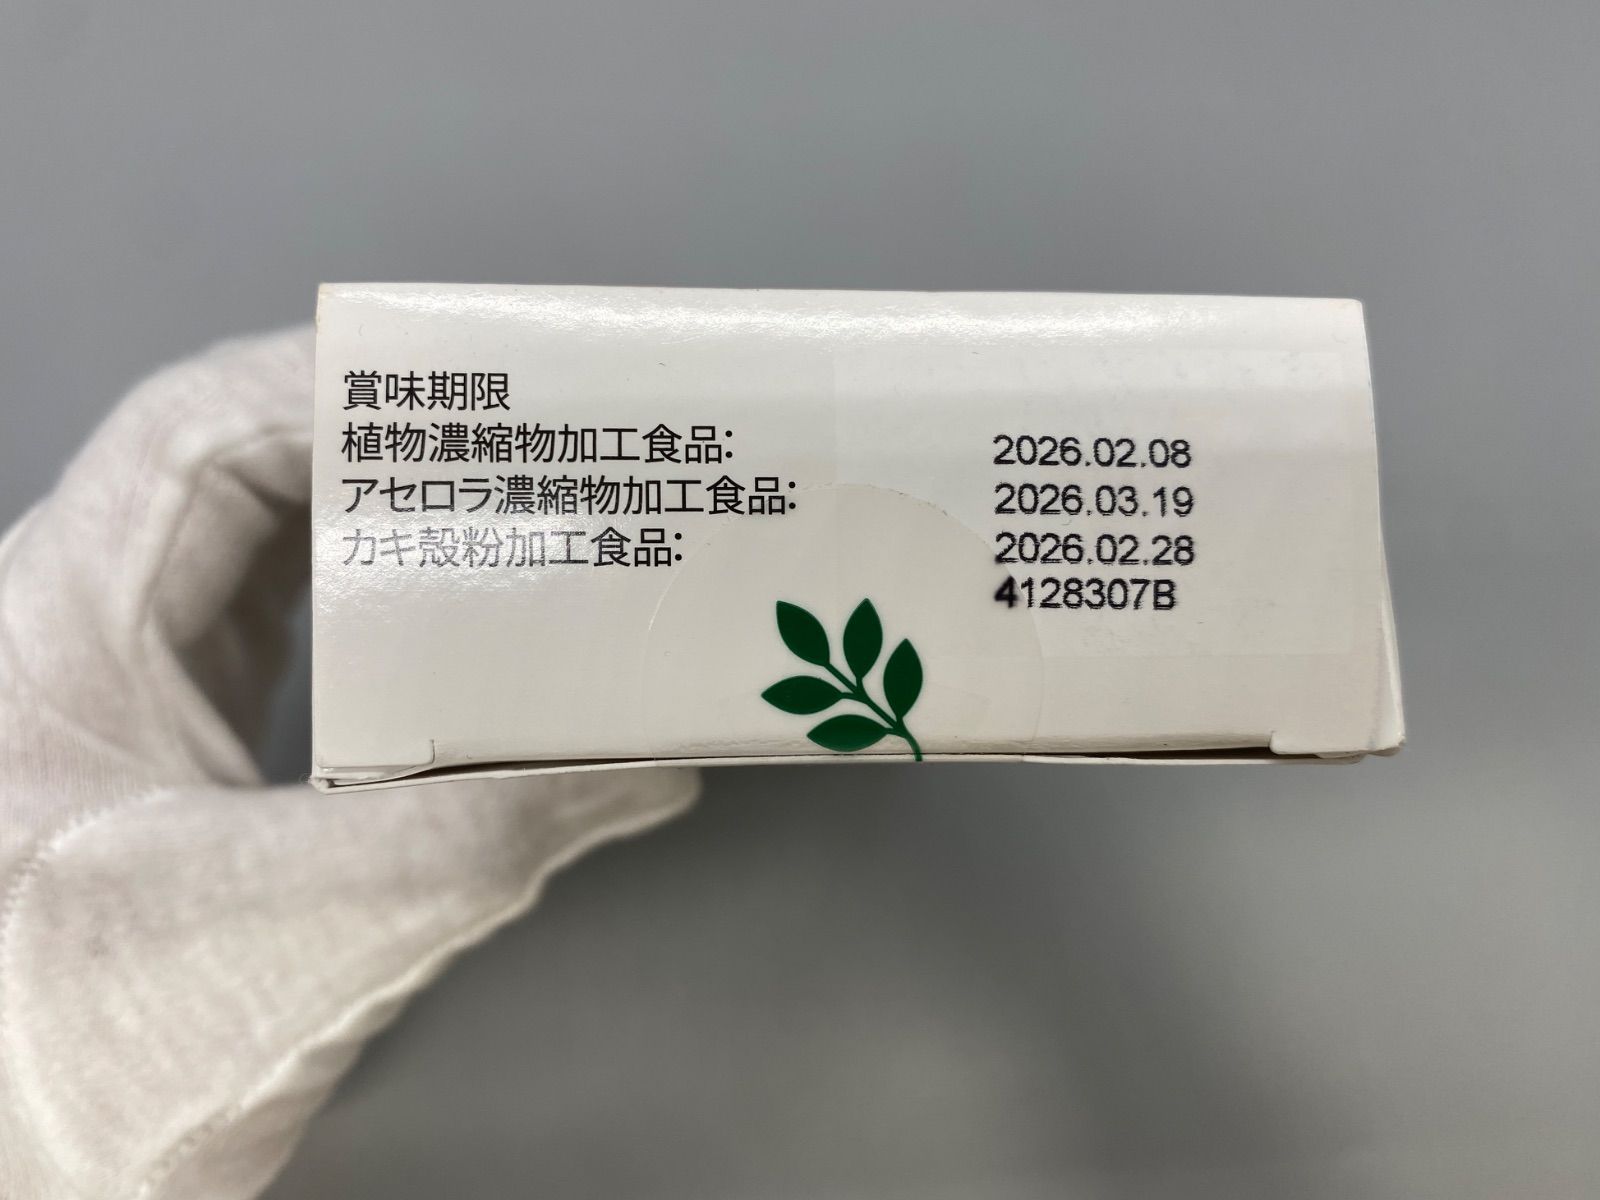 賞味期限
植物濃縮物加工食品: 2026.02.08
アセロラ濃縮物加工食品: 2026.03.19
カキ殻粉加工食品: 2026.02.28
4128307B